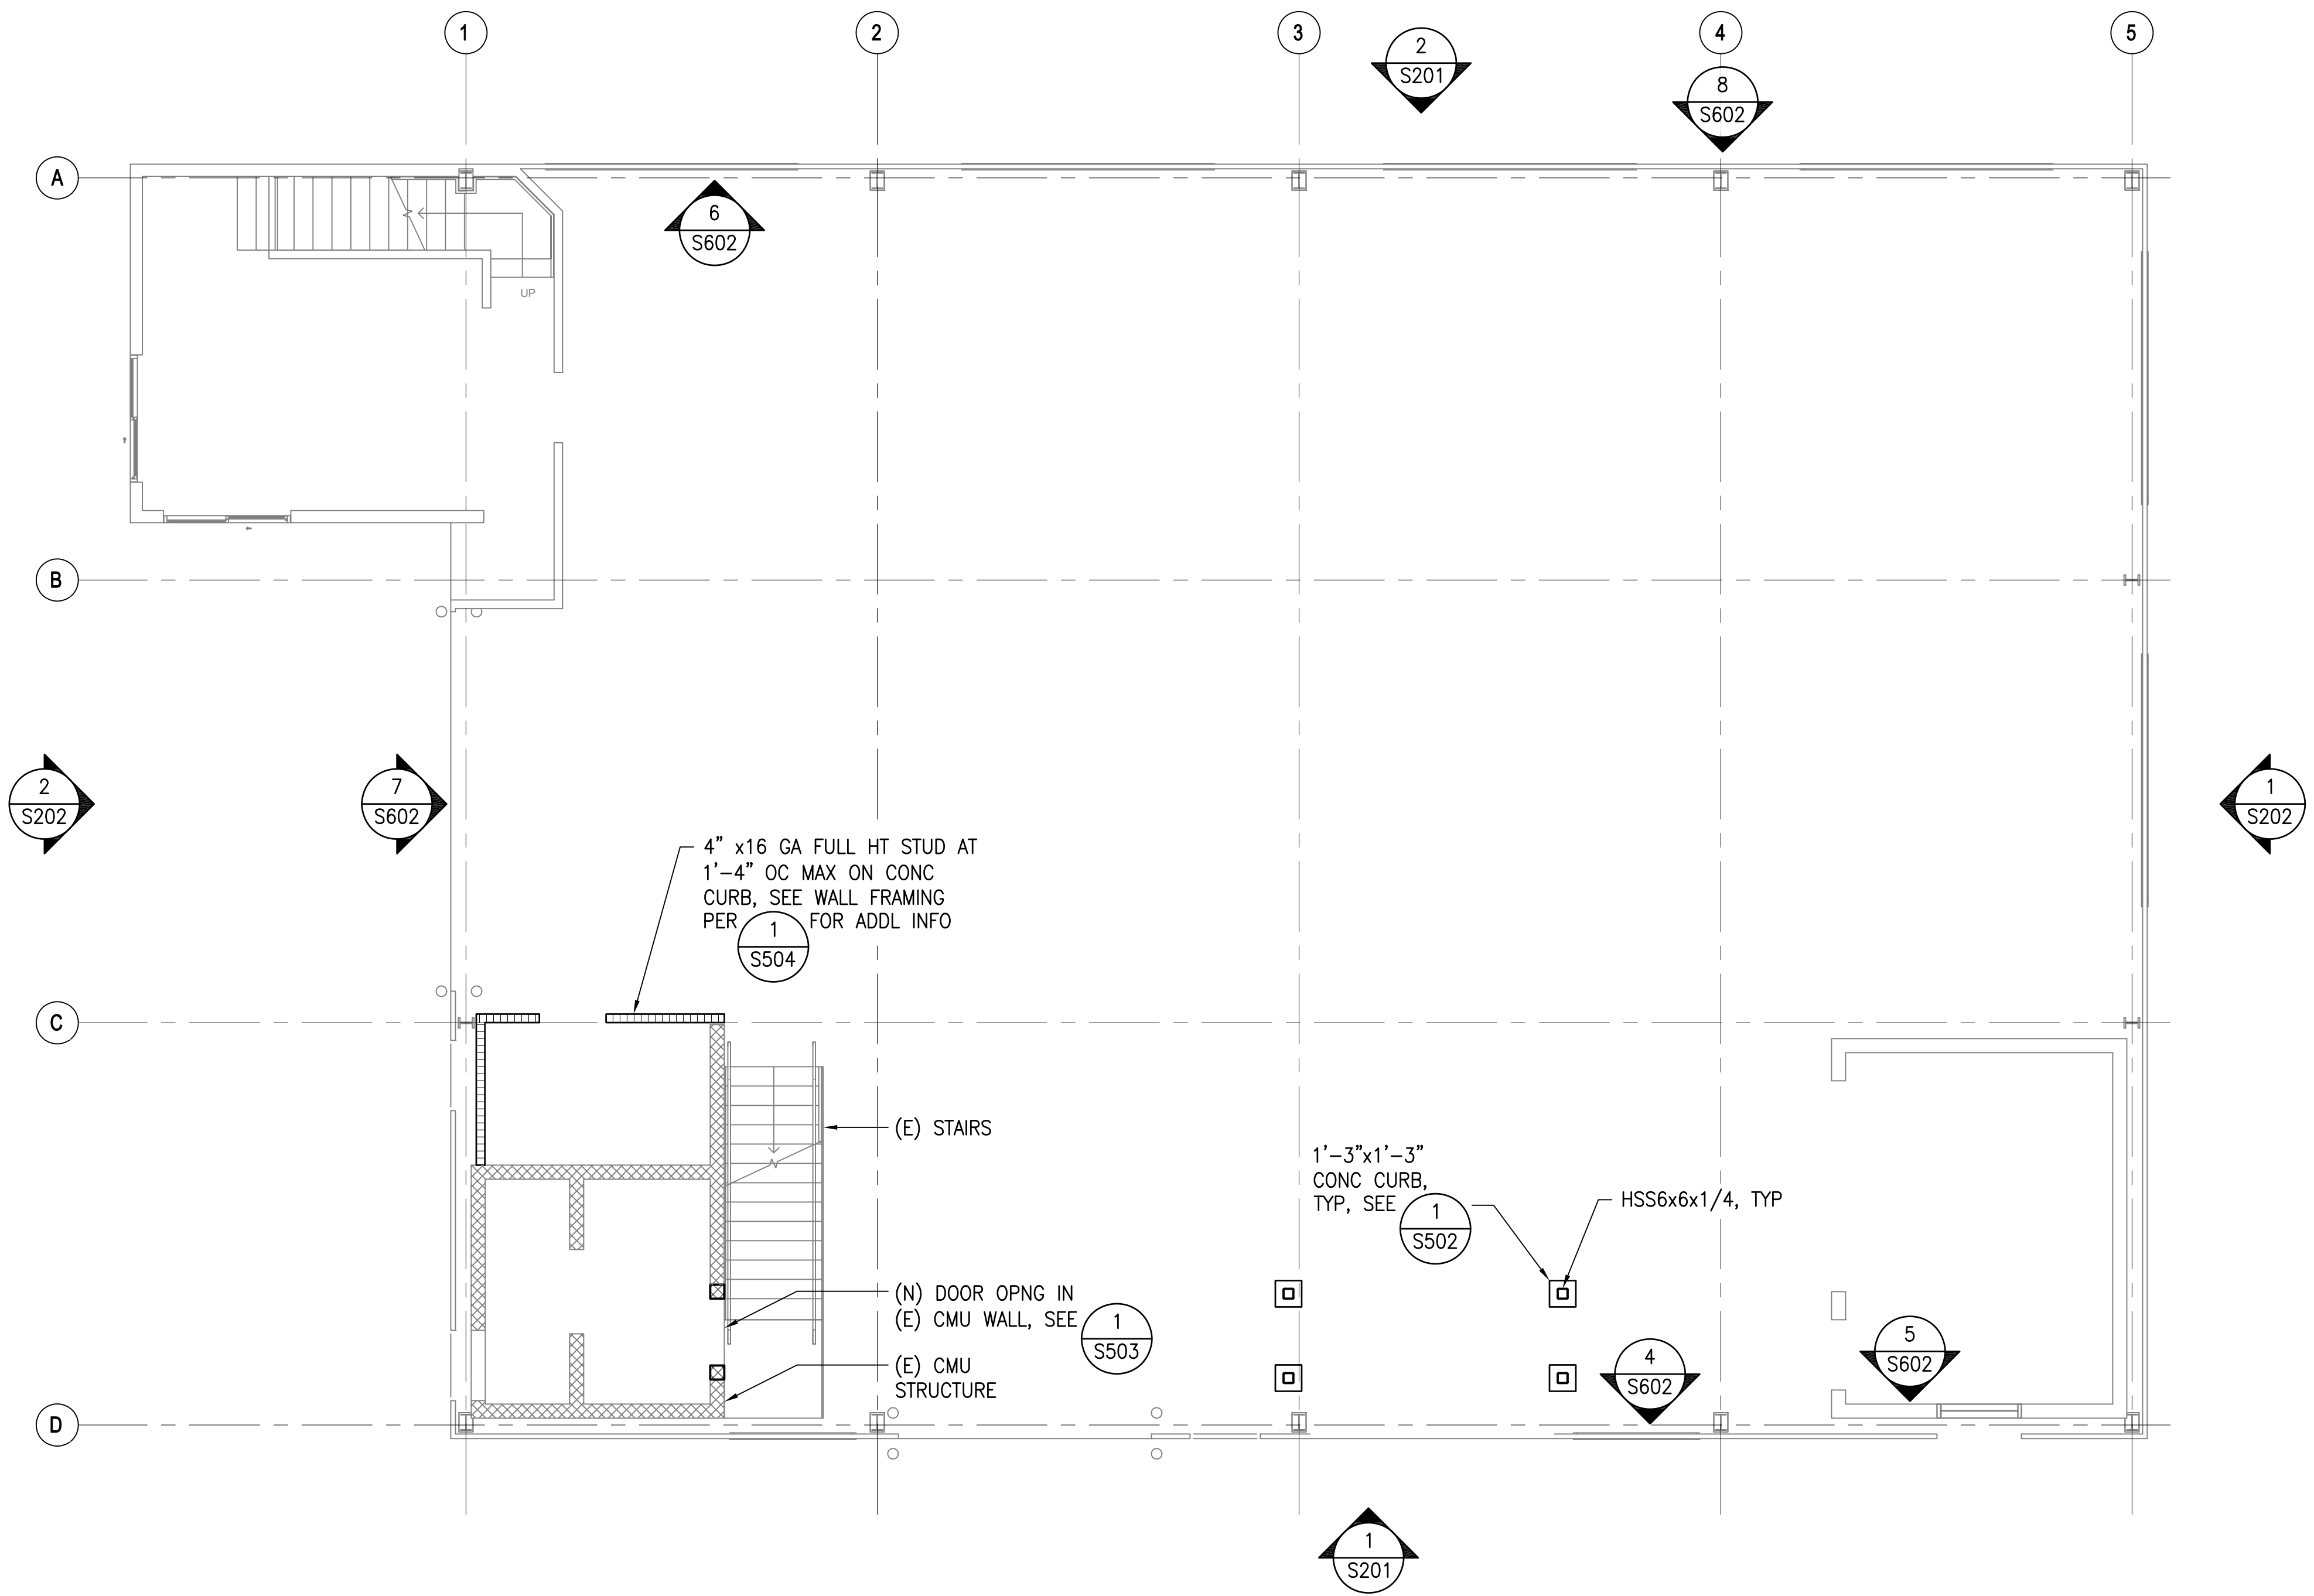 1
2
3
4
5
2
S201
8
S602
A
6
S602
UP
B
2
S202
7
S602
1
S202
4" x16 GA FULL HT STUD AT
1'-4" OC MAX ON CONC
CURB, SEE WALL FRAMING
PER 1 FOR ADDL INFO
S504
C
(E) STAIRS
1'-3"x1'-3"
CONC CURB,
TYP, SEE 1
S502
HSS6x6x1/4, TYP
(N) DOOR OPNG IN
(E) CMU WALL, SEE 1
S503
(E) CMU
STRUCTURE
4
S602
5
S602
D
1
S201